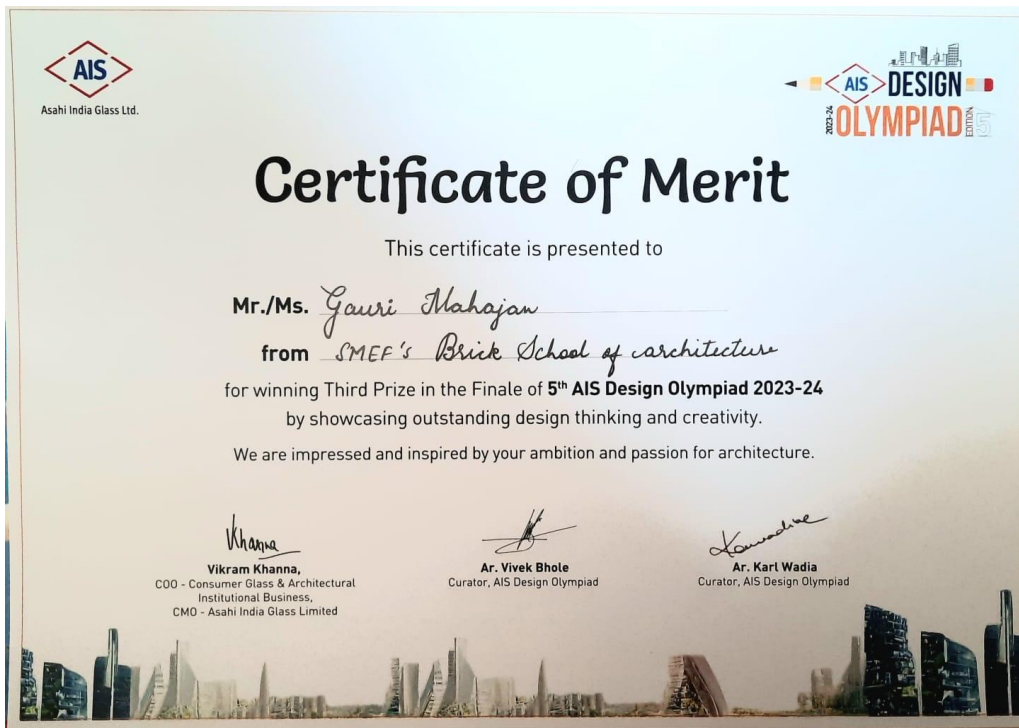 AIS
Asahi India Glass Ltd.
AIS DESIGN
2023-24 OLYMPIAD EDITION 5
Certificate of Merit
This certificate is presented to
Mr./Ms. Gauri Mahajan
from SMEF's Brick School of architecture
for winning Third Prize in the Finale of 5th AIS Design Olympiad 2023-24
by showcasing outstanding design thinking and creativity.
We are impressed and inspired by your ambition and passion for architecture.
Khanna
Vikram Khanna,
COO - Consumer Glass & Architectural
Institutional Business,
CMO - Asahi India Glass Limited
Ar. Vivek Bhole
Curator, AIS Design Olympiad
Ar. Karl Wadia
Curator, AIS Design Olympiad